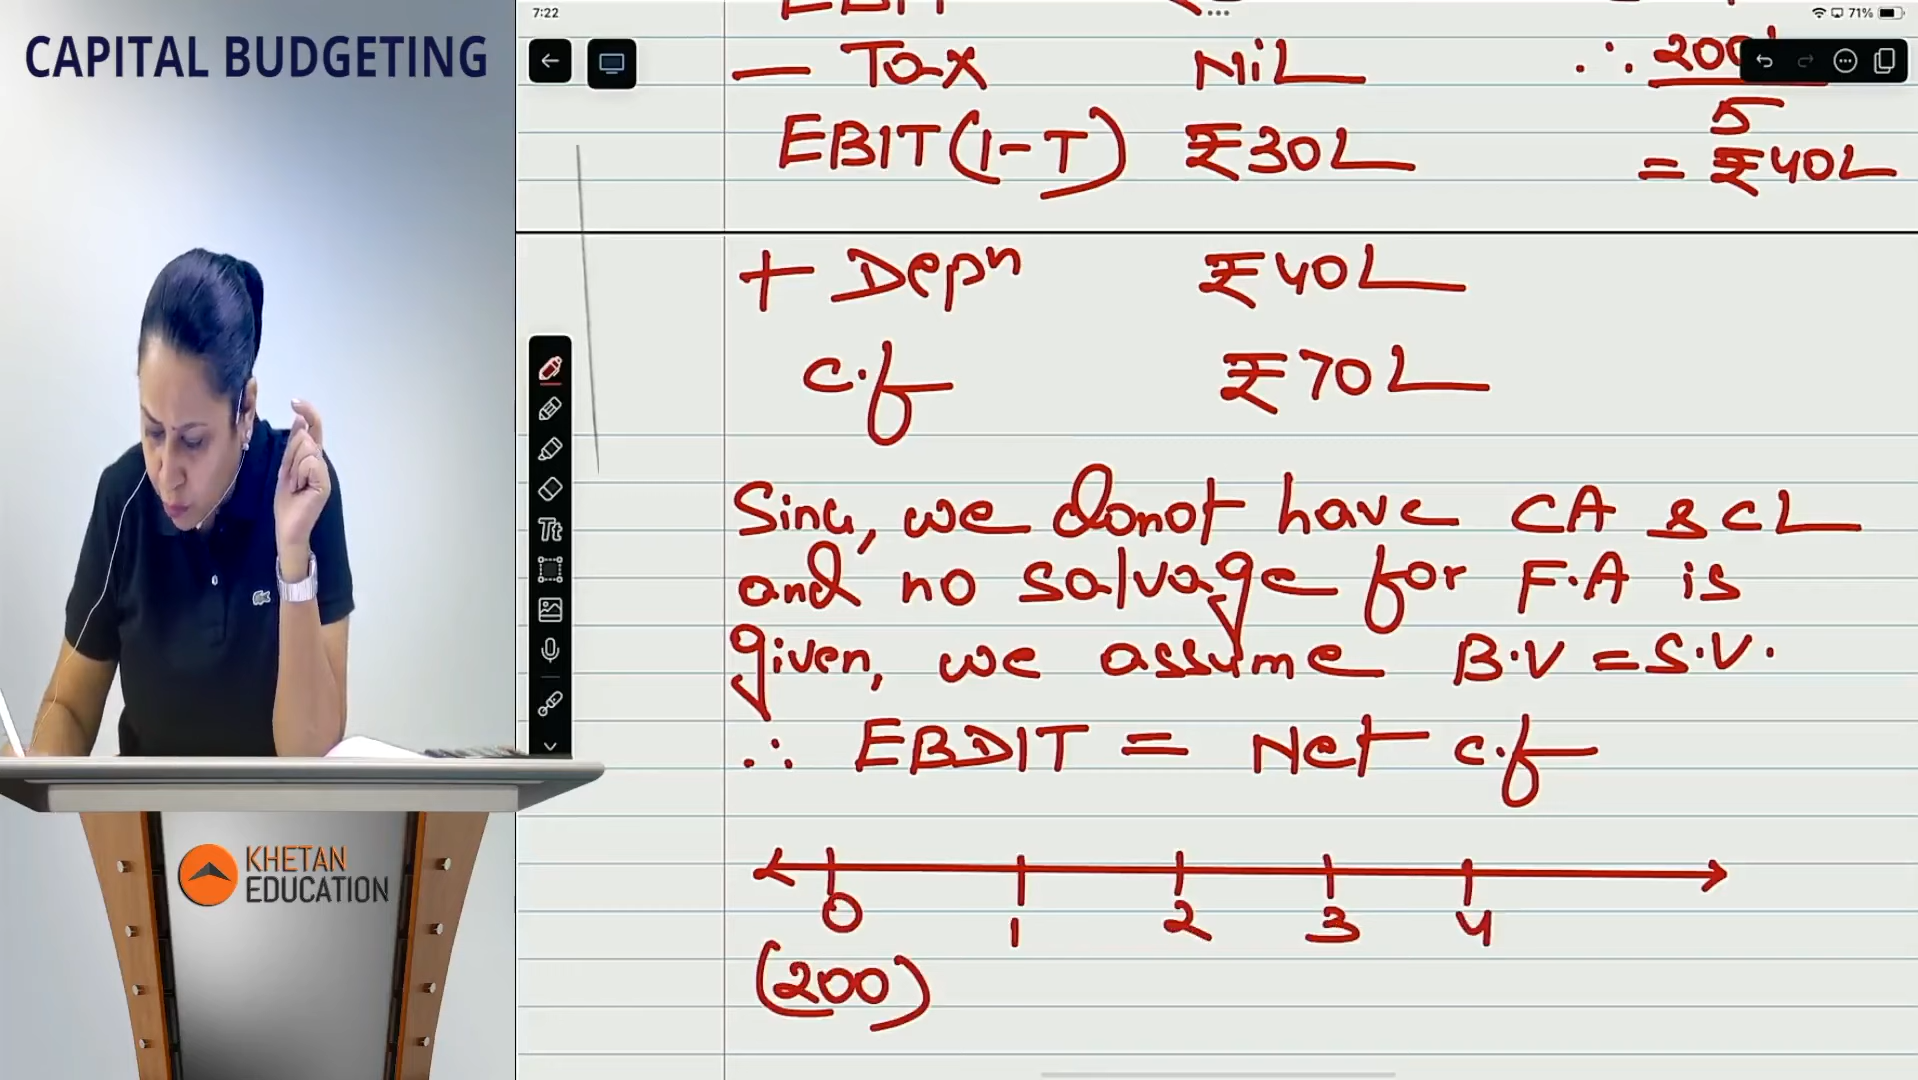 7:22
71%
CAPITAL BUDGETING
— Tax NiL
∴ 200
5
EBIT(1-T) ₹30L
= ₹40L
+ Depn ₹40L
c.f ₹70L
Since, we donot have CA & CL
and no salvage for F.A is
given, we assume B.V = S.V.
∴ EBDIT = Net c.f
0 1 2 3 4
(200)
Tt
KHETAN
EDUCATION